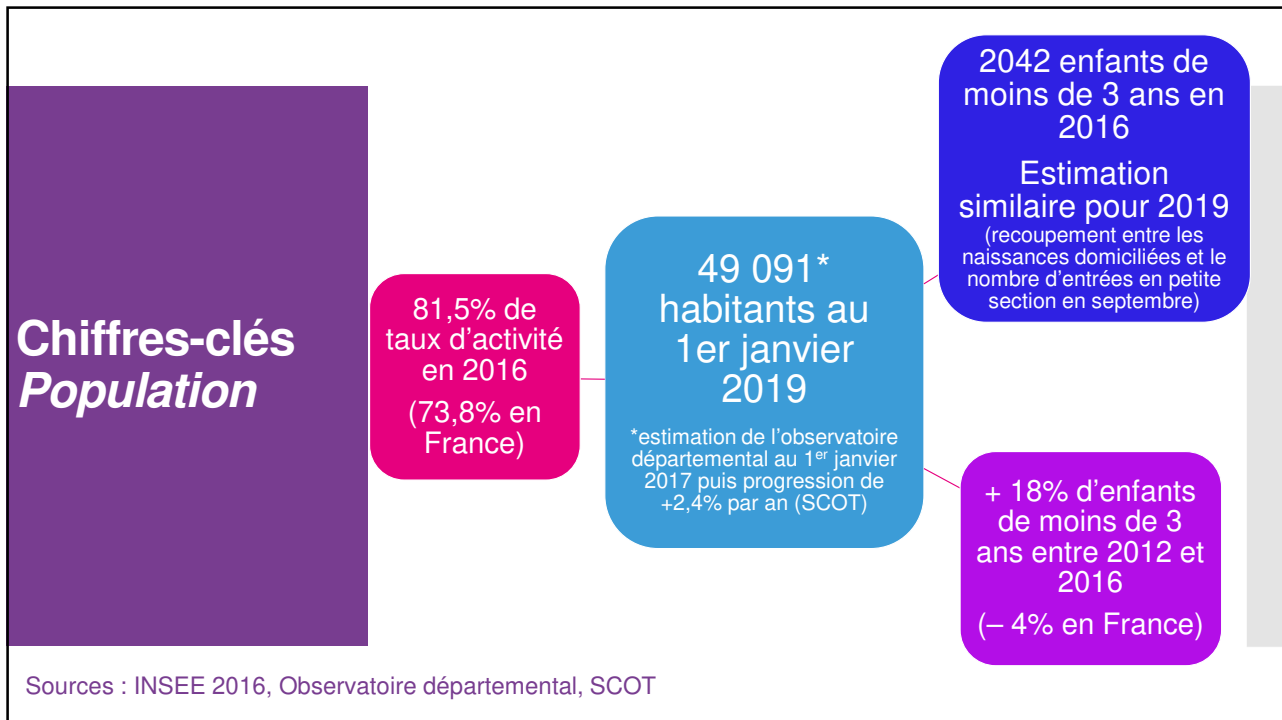 Chiffres-clés
Population
81,5% de
taux d’activité
en 2016
(73,8% en
France)
49 091*
habitants au
1er janvier
2019
*estimation de l’observatoire
départemental au 1er janvier
2017 puis progression de
+2,4% par an (SCOT)
2042 enfants de
moins de 3 ans en
2016
Estimation
similaire pour 2019
(recoupement entre les
naissances domiciliées et le
nombre d’entrées en petite
section en septembre)
+ 18% d’enfants
de moins de 3
ans entre 2012 et
2016
(– 4% en France)
Sources : INSEE 2016, Observatoire départemental, SCOT